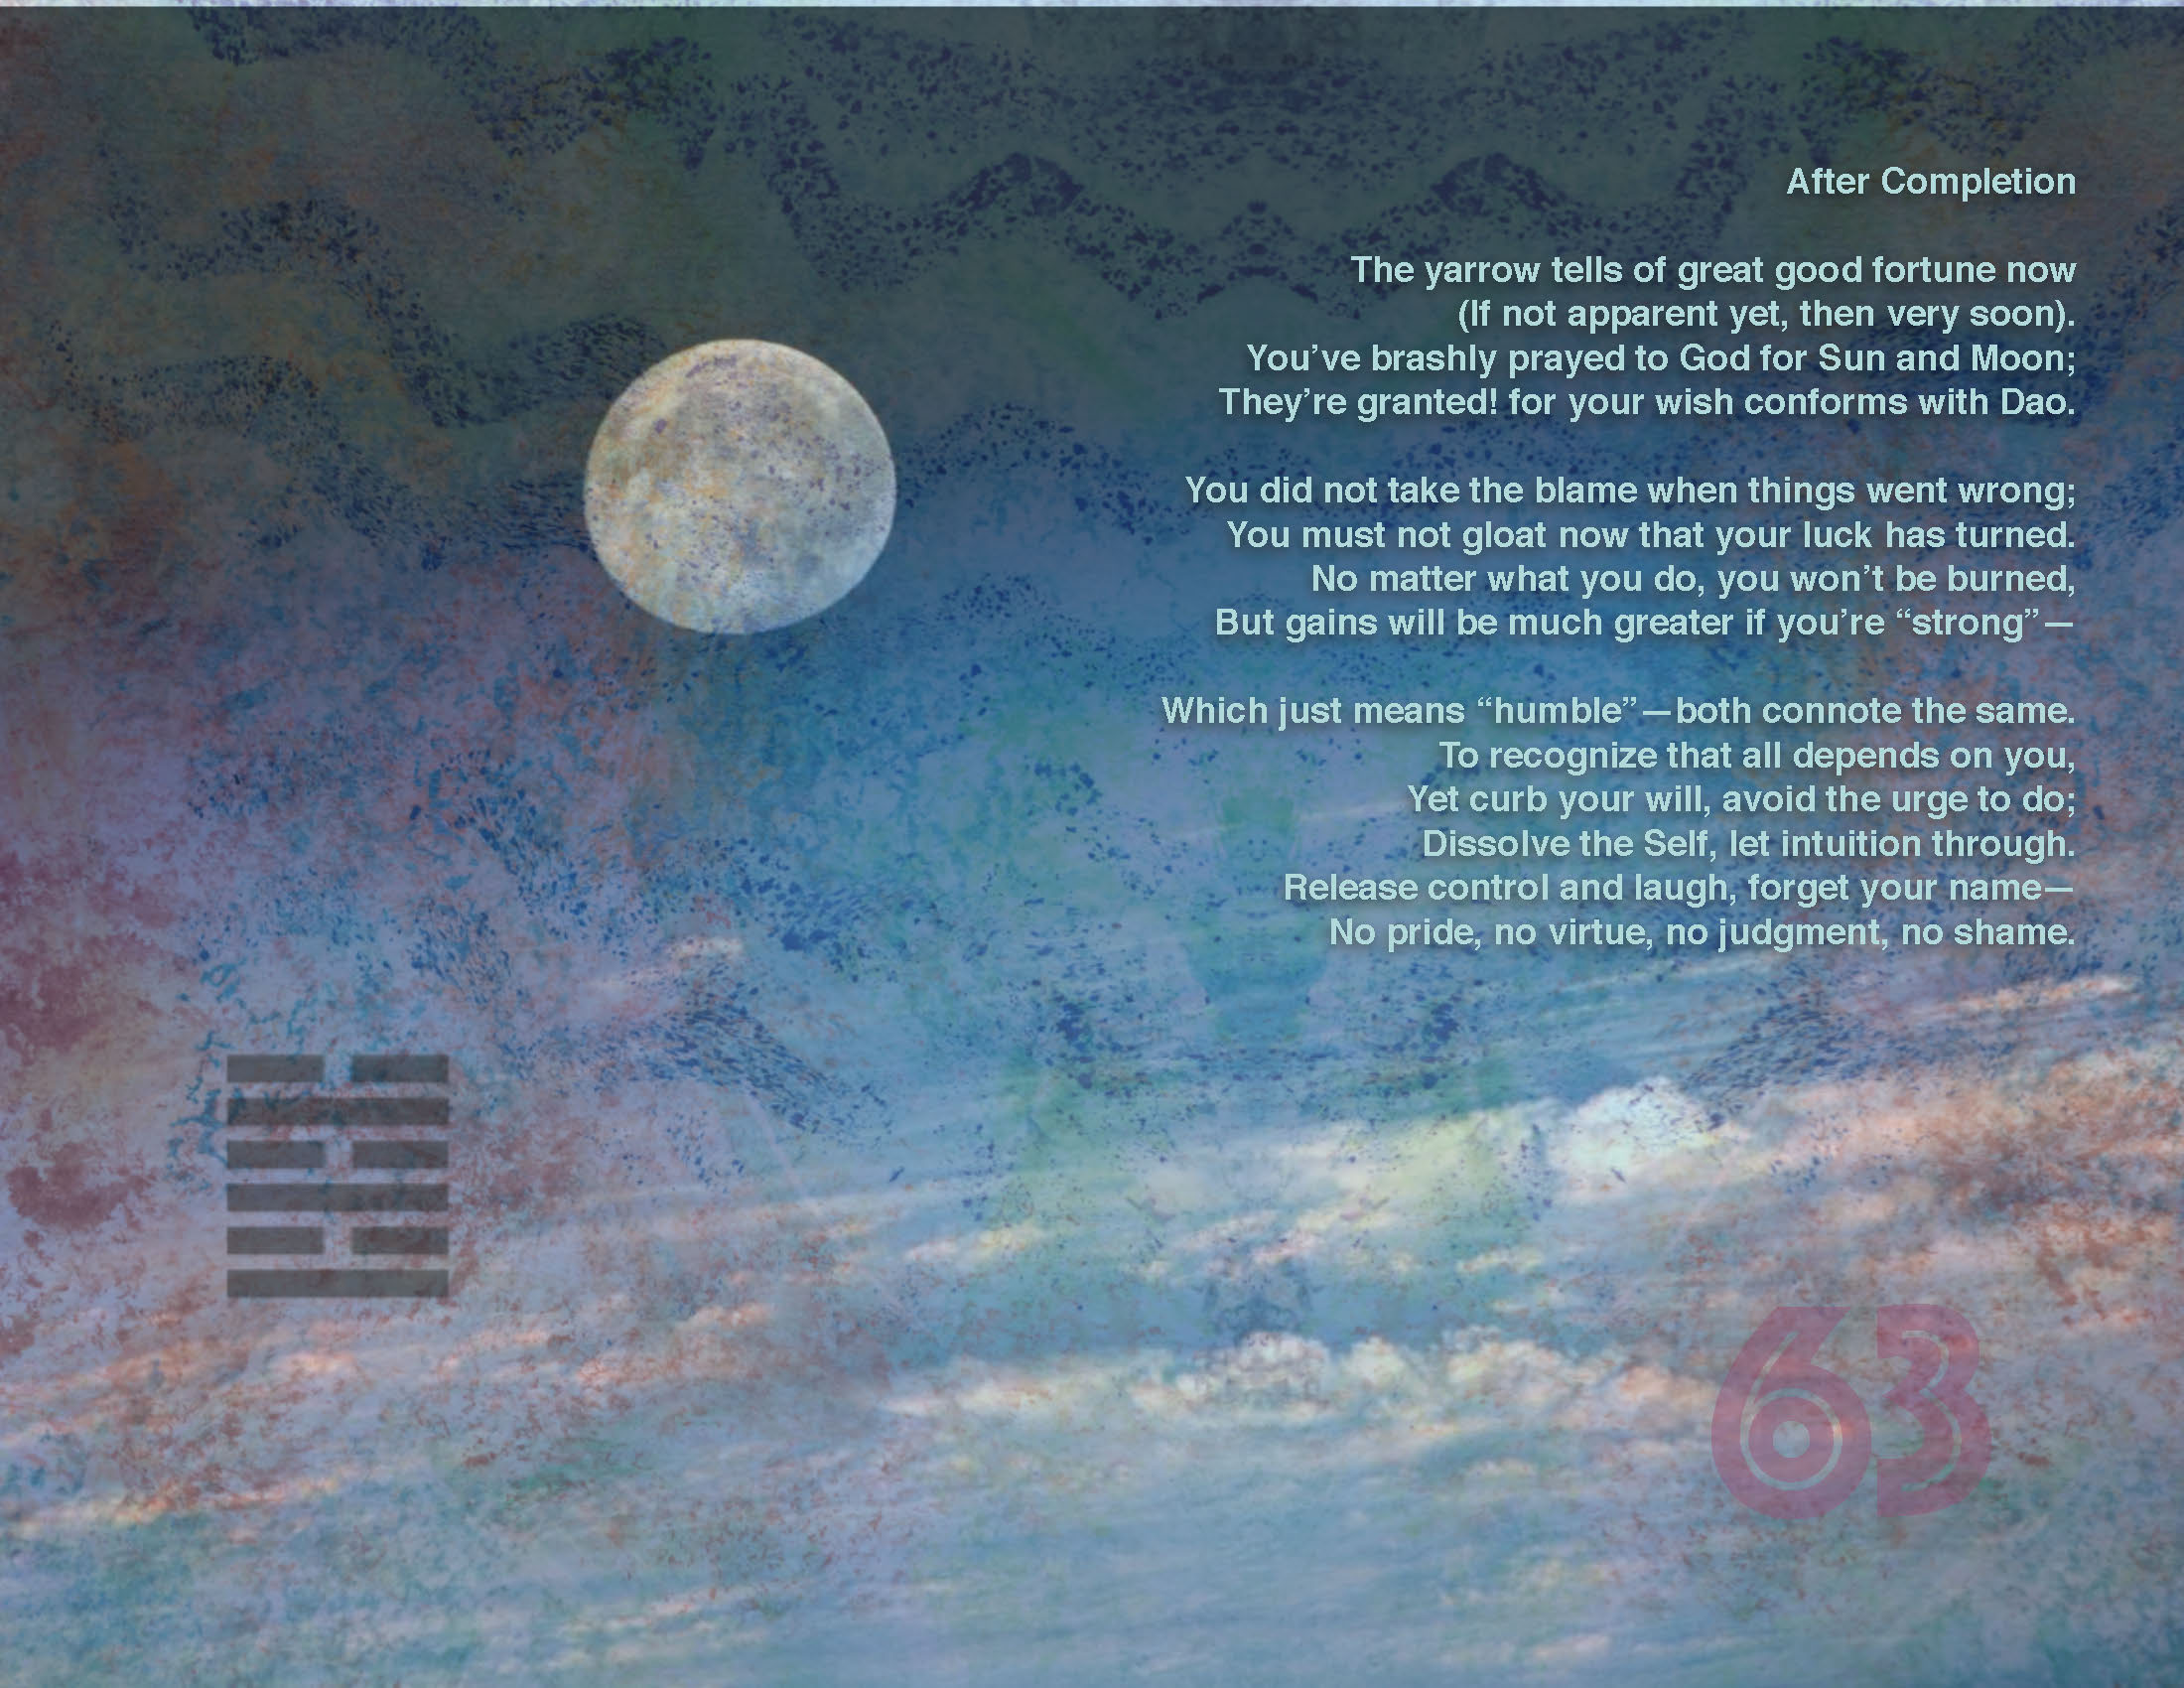 After Completion
The yarrow tells of great good fortune now
(If not apparent yet, then very soon).
You’ve brashly prayed to God for Sun and Moon;
They’re granted! for your wish conforms with Dao.
You did not take the blame when things went wrong;
You must not gloat now that your luck has turned.
No matter what you do, you won’t be burned,
But gains will be much greater if you’re “strong”—
Which just means “humble”—both connote the same.
To recognize that all depends on you,
Yet curb your will, avoid the urge to do;
Dissolve the Self, let intuition through.
Release control and laugh, forget your name—
No pride, no virtue, no judgment, no shame.
63